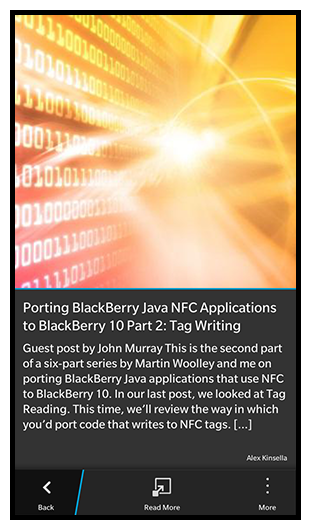 Porting BlackBerry Java NFC Applications
to BlackBerry 10 Part 2: Tag Writing
Guest post by John Murray This is the second part
of a six-part series by Martin Woolley and me on
porting BlackBerry Java applications that use NFC
to BlackBerry 10. In our last post, we looked at Tag
Reading. This time, we'll review the way in which
you'd port code that writes to NFC tags. [...]
Alex Kinsella
Back
Read More
More